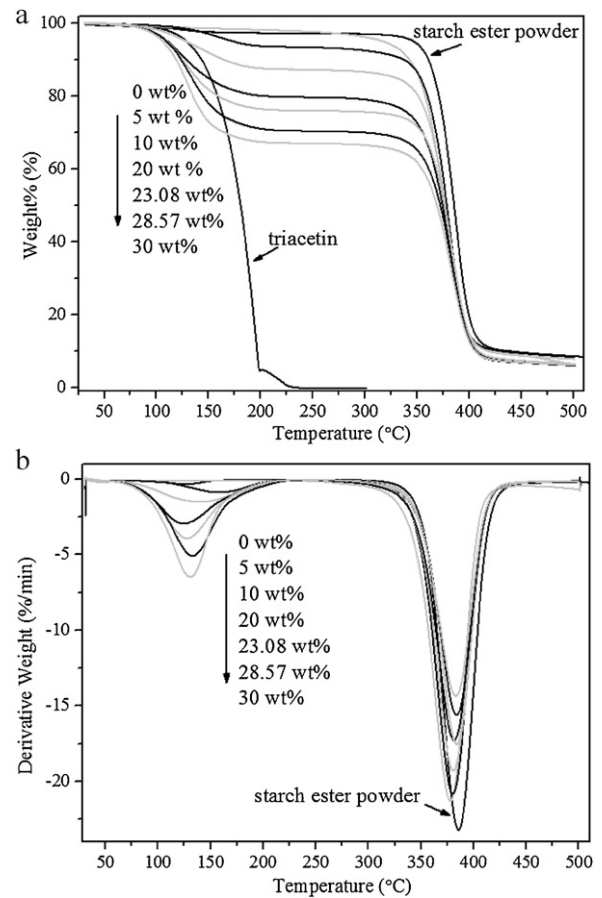 a
100
80
60
40
20
0
Weight% (%)
starch ester powder
0 wt%
5 wt %
10 wt%
20 wt %
23.08 wt%
28.57 wt%
30 wt%
triacetin
50 100 150 200 250 300 350 400 450 500
Temperature (°C)
b
0
-5
-10
-15
-20
Derivative Weight (%/min)
0 wt%
5 wt%
10 wt%
20 wt%
23.08 wt%
28.57 wt%
30 wt%
starch ester powder
50 100 150 200 250 300 350 400 450 500
Temperature (°C)